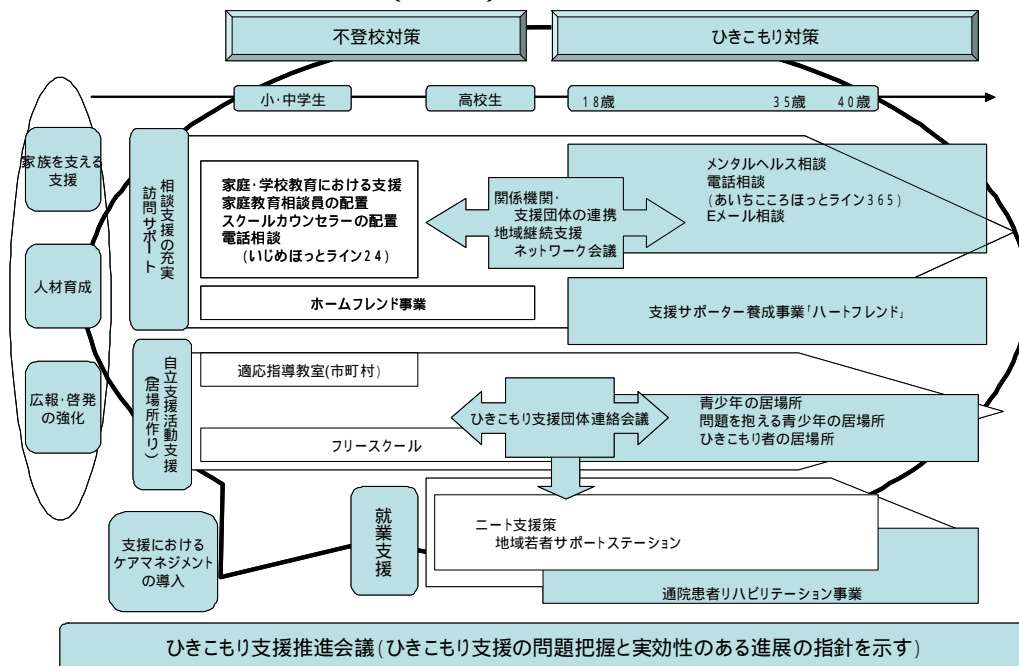 不登校対策
ひきこもり対策
小・中学生
高校生
18歳
35歳
40歳
家族を支える
支援
人材育成
広報・啓発
の強化
相談支援の充実
訪問サポート
家庭・学校教育における支援
家庭教育相談員の配置
スクールカウンセラーの配置
電話相談
(いじめほっとライン24)
関係機関・
支援団体の連携
地域継続支援
ネットワーク会議
メンタルヘルス相談
電話相談
(あいちこころほっとライン365)
Eメール相談
ホームフレンド事業
支援サポーター養成事業「ハートフレンド」
自立支援活動支援
(居場所作り)
適応指導教室(市町村)
フリースクール
ひきこもり支援団体連絡会議
青少年の居場所
問題を抱える青少年の居場所
ひきこもり者の居場所
支援における
ケアマネジメント
の導入
就業支援
ニート支援策
地域若者サポートステーション
通院患者リハビリテーション事業
ひきこもり支援推進会議(ひきこもり支援の問題把握と実効性のある進展の指針を示す)